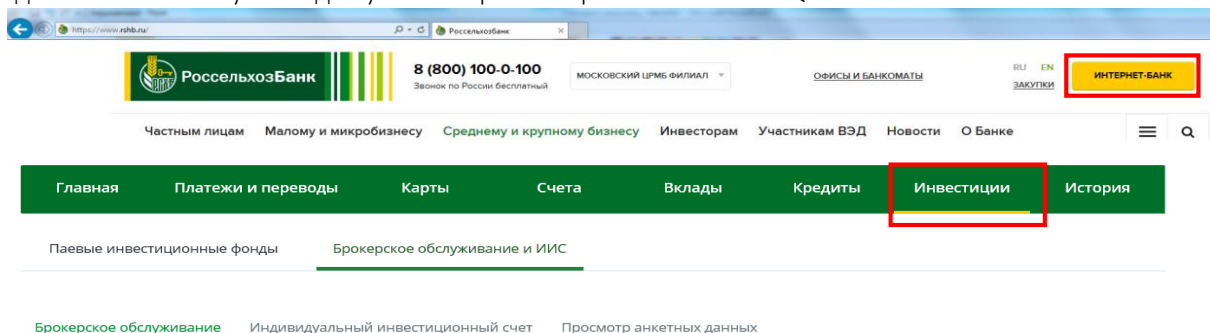 https://www.rshb.ru/
Россельхозбанк
РоссельхозБанк
8 (800) 100-0-100
Звонок по России бесплатный
МОСКОВСКИЙ ЦРМБ ФИЛИАЛ
ОФИСЫ И БАНКОМАТЫ
RU EN
ЗАКУПКИ
ИНТЕРНЕТ-БАНК
Частным лицам Малому и микробизнесу Среднему и крупному бизнесу Инвесторам Участникам ВЭД Новости О Банке
Главная Платежи и переводы Карты Счета Вклады Кредиты Инвестиции История
Паевые инвестиционные фонды Брокерское обслуживание и ИИС
Брокерское обслуживание Индивидуальный инвестиционный счет Просмотр анкетных данных